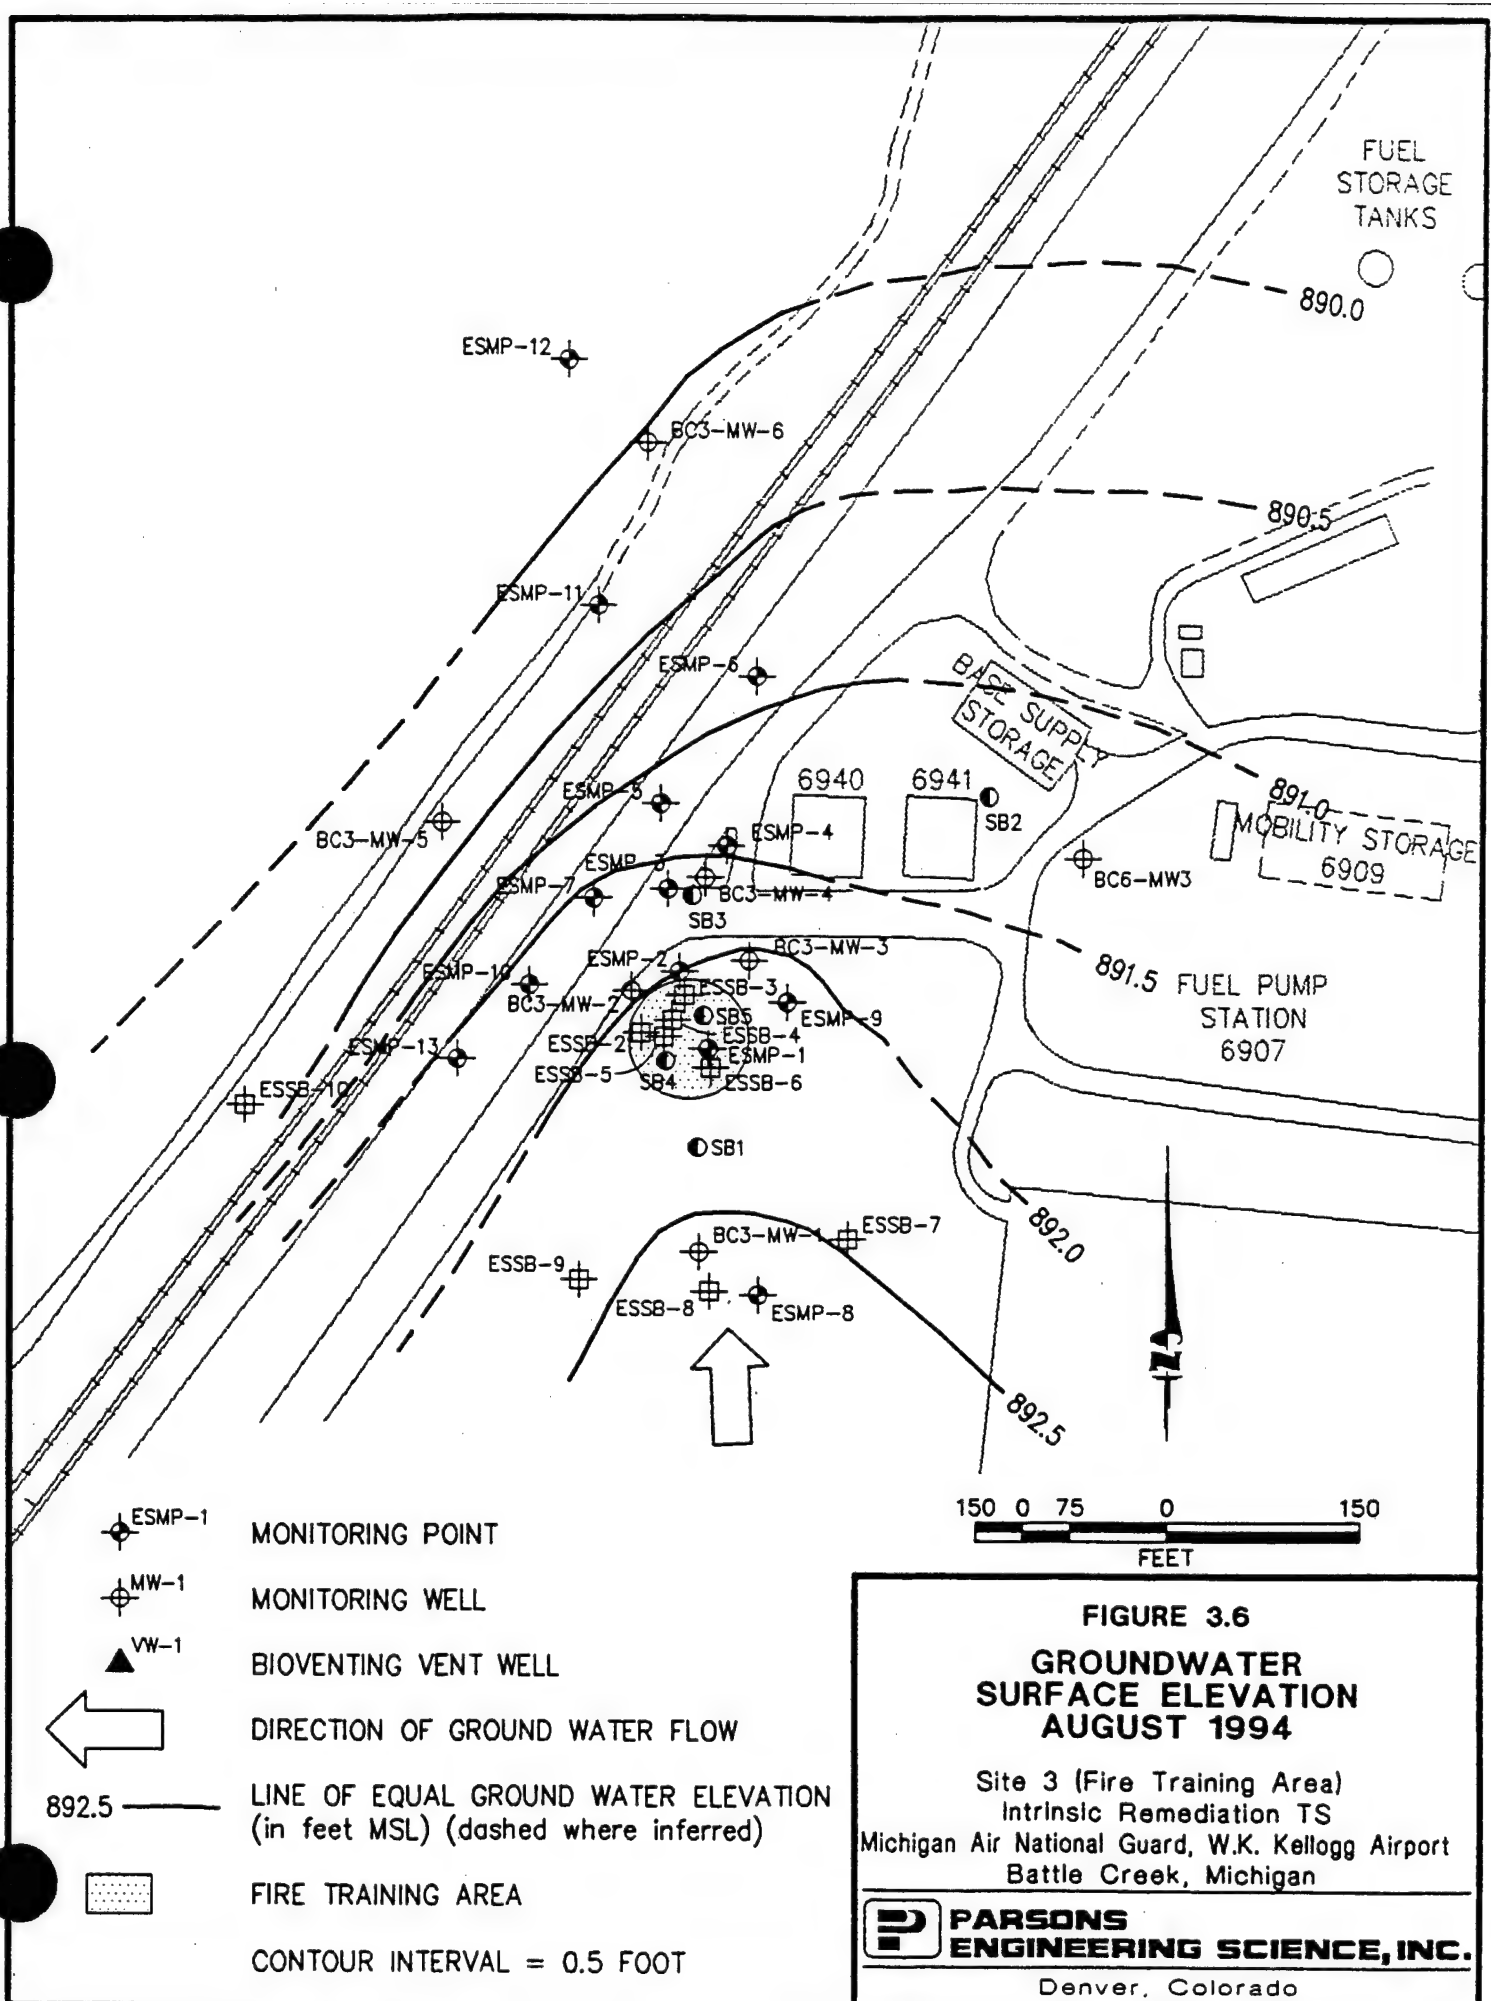 FUEL
STORAGE
TANKS
890.0
ESMP-12
BC3-MW-6
890.5
ESMP-11
ESMP-6
BASE SUPPLY
STORAGE
891.0
ESMP-5
6940
6941
SB2
MOBILITY STORAGE
6909
BC3-MW-5
ESMP-4
ESMP-3
BC6-MW3
ESMP-7
BC3-MW-4
SB3
891.5
ESMP-2
BC3-MW-3
ESMP-10
BC3-MW-2
ESSB-3
FUEL PUMP
STATION
6907
SB5
ESMP-9
ESSB-2
ESSB-4
ESMP-13
ESMP-1
ESSB-5
SB4
ESSB-6
ESSB-10
SB1
892.0
BC3-MW-1
ESSB-7
ESSB-9
ESSB-8
ESMP-8
N
892.5
150 0 75 0 150
FEET
ESMP-1
MONITORING POINT
MW-1
MONITORING WELL
VW-1
BIOVENTING VENT WELL
DIRECTION OF GROUND WATER FLOW
892.5
LINE OF EQUAL GROUND WATER ELEVATION
(in feet MSL) (dashed where inferred)
FIRE TRAINING AREA
CONTOUR INTERVAL = 0.5 FOOT
FIGURE 3.6
GROUNDWATER
SURFACE ELEVATION
AUGUST 1994
Site 3 (Fire Training Area)
Intrinsic Remediation TS
Michigan Air National Guard, W.K. Kellogg Airport
Battle Creek, Michigan
PARSONS
ENGINEERING SCIENCE, INC.
Denver, Colorado